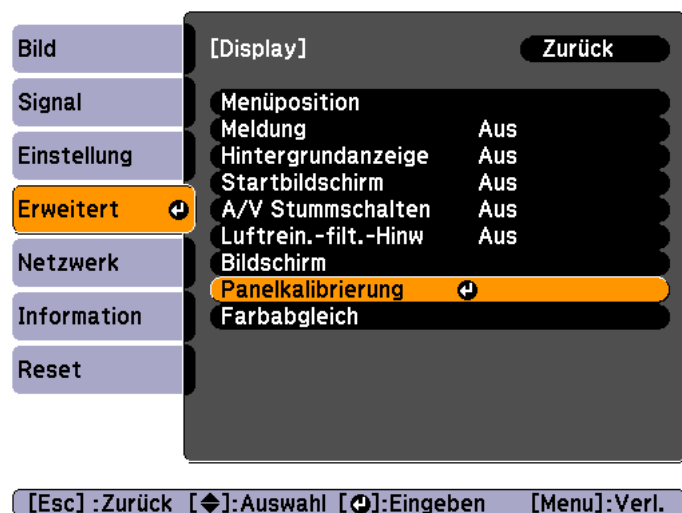 Bild
Signal
Einstellung
Erweitert
Netzwerk
Information
Reset
[Display] Zurück
Menüposition
Meldung Aus
Hintergrundanzeige Aus
Startbildschirm Aus
A/V Stummschalten Aus
Luftrein.-filt.-Hinw Aus
Bildschirm
Panelkalibrierung
Farbabgleich
[Esc] :Zurück [◆]:Auswahl [⏎]:Eingeben [Menu]:Verl.